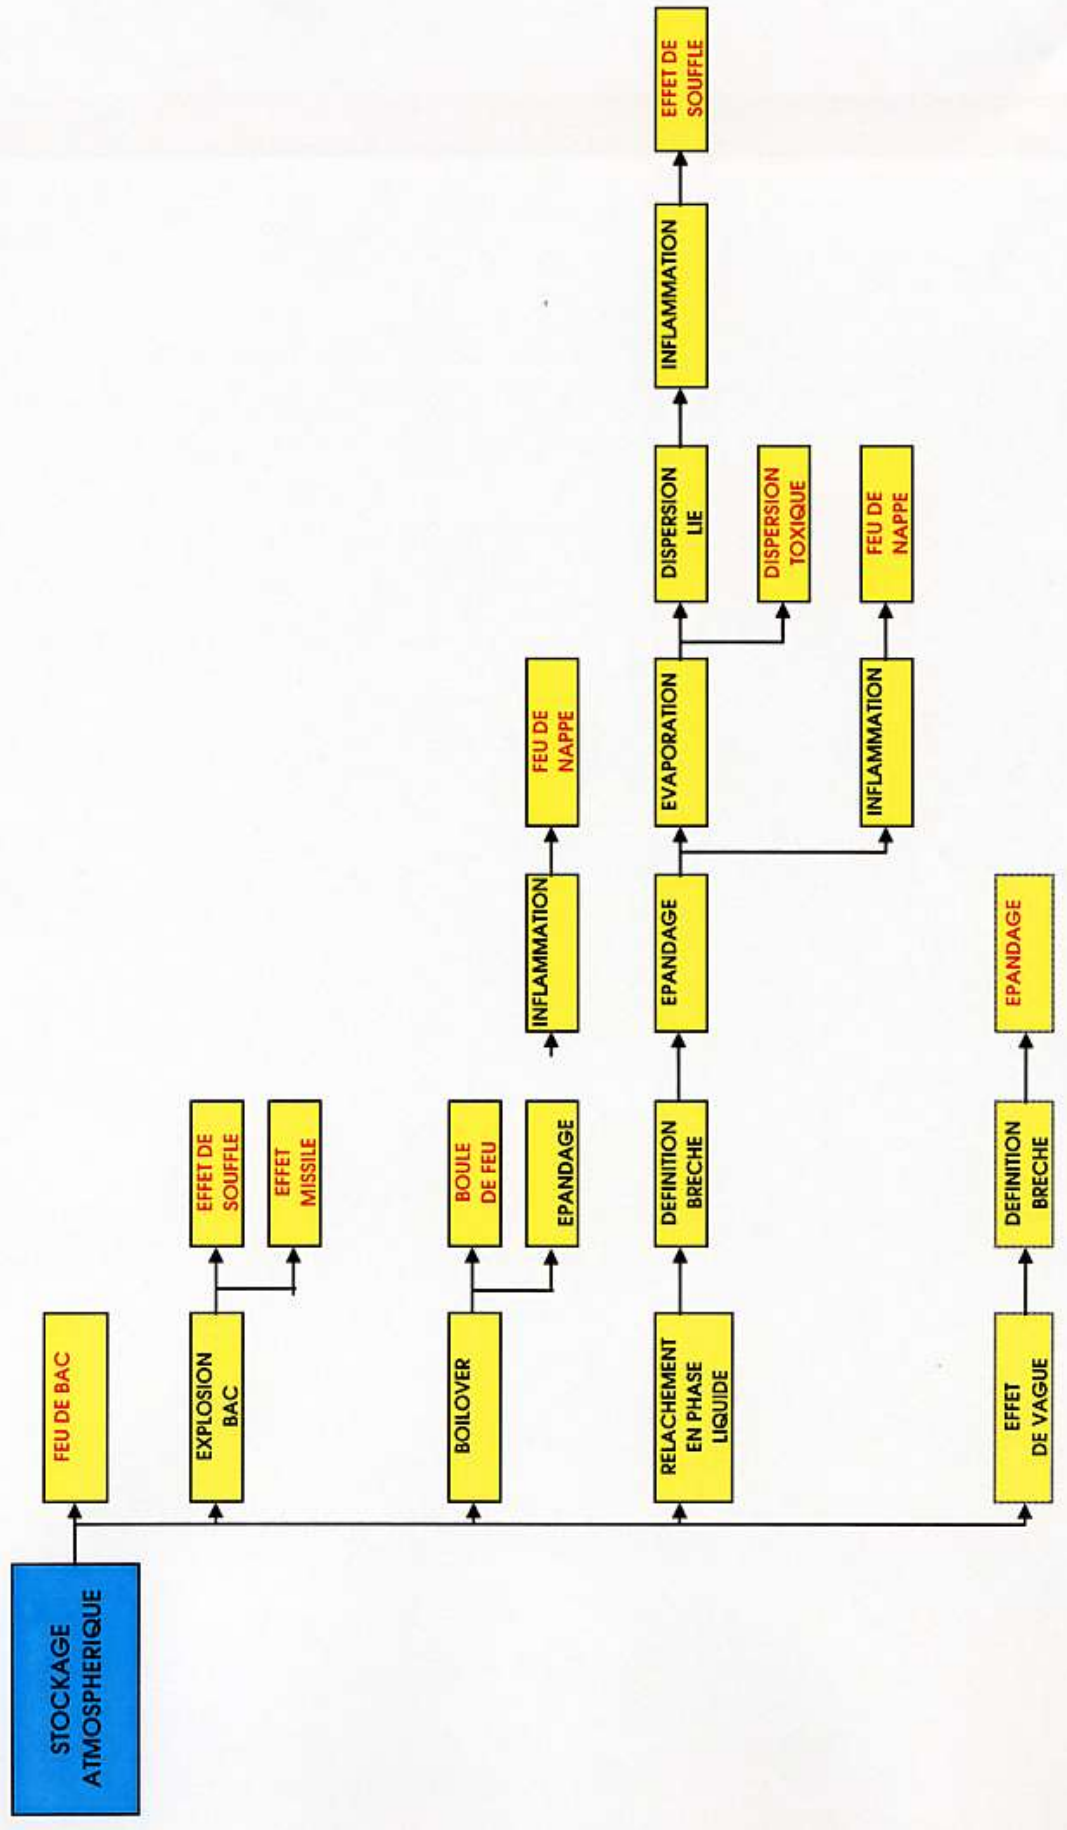 STOCKAGE
ATMOSPHERIQUE
FEU DE BAC
EXPLOSION
BAC
EFFET DE
SOUFFLE
EFFET
MISSILE
BOILOVER
BOULE
DE FEU
EPANDAGE
INFLAMMATION
FEU DE
NAPPE
RELACHEMENT
EN PHASE
LIQUIDE
DEFINITION
BRECHE
EPANDAGE
EVAPORATION
DISPERSION
LIE
INFLAMMATION
EFFET DE
SOUFFLE
DISPERSION
TOXIQUE
INFLAMMATION
FEU DE
NAPPE
EFFET
DE VAGUE
DEFINITION
BRECHE
EPANDAGE